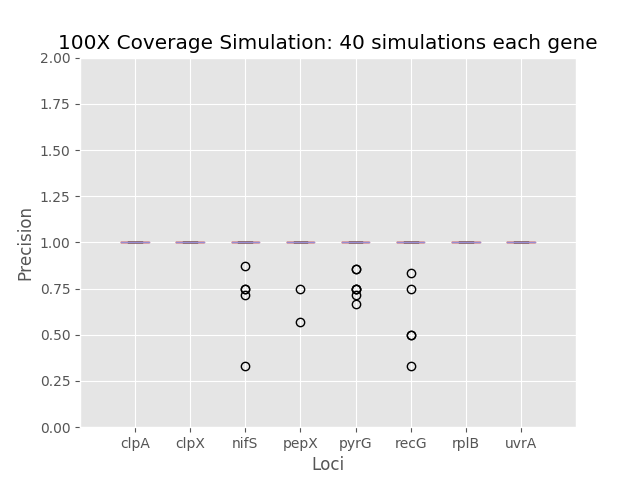 100X Coverage Simulation: 40 simulations each gene
2.00
1.75
1.50
1.25
1.00
0.75
0.50
0.25
0.00
Precision
clpA clpX nifS pepX pyrG recG rplB uvrA
Loci